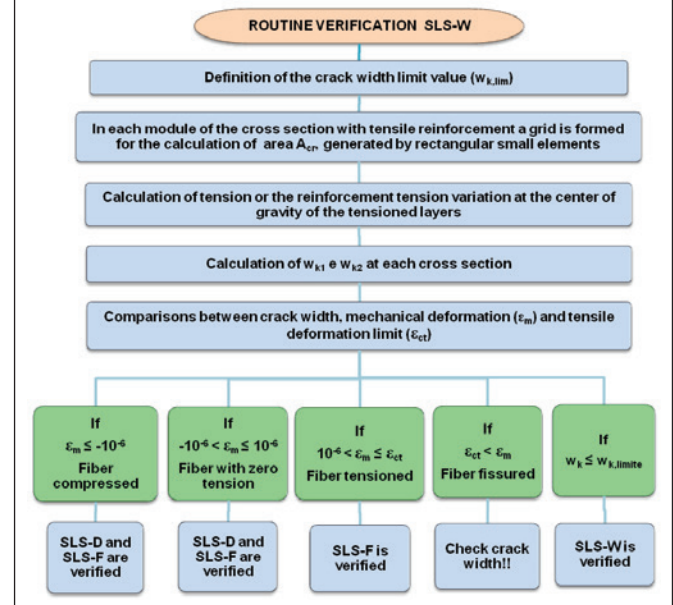 ROUTINE VERIFICATION SLS-W
Definition of the crack width limit value (wk,lim)
In each module of the cross section with tensile reinforcement a grid is formed
for the calculation of area Acr, generated by rectangular small elements
Calculation of tension or the reinforcement tension variation at the center of
gravity of the tensioned layers
Calculation of wk1 e wk2 at each cross section
Comparisons between crack width, mechanical deformation (εm) and tensile
deformation limit (εct)
If
εm ≤ -10⁻⁶
Fiber
compressed
If
-10⁻⁶ < εm ≤ 10⁻⁶
Fiber with zero
tension
If
10⁻⁶ < εm ≤ εct
Fiber tensioned
If
εct < εm
Fiber fissured
If
wk ≤ wk,limite
SLS-D and
SLS-F are
verified
SLS-D and
SLS-F are
verified
SLS-F is
verified
Check crack
width!!
SLS-W is
verified